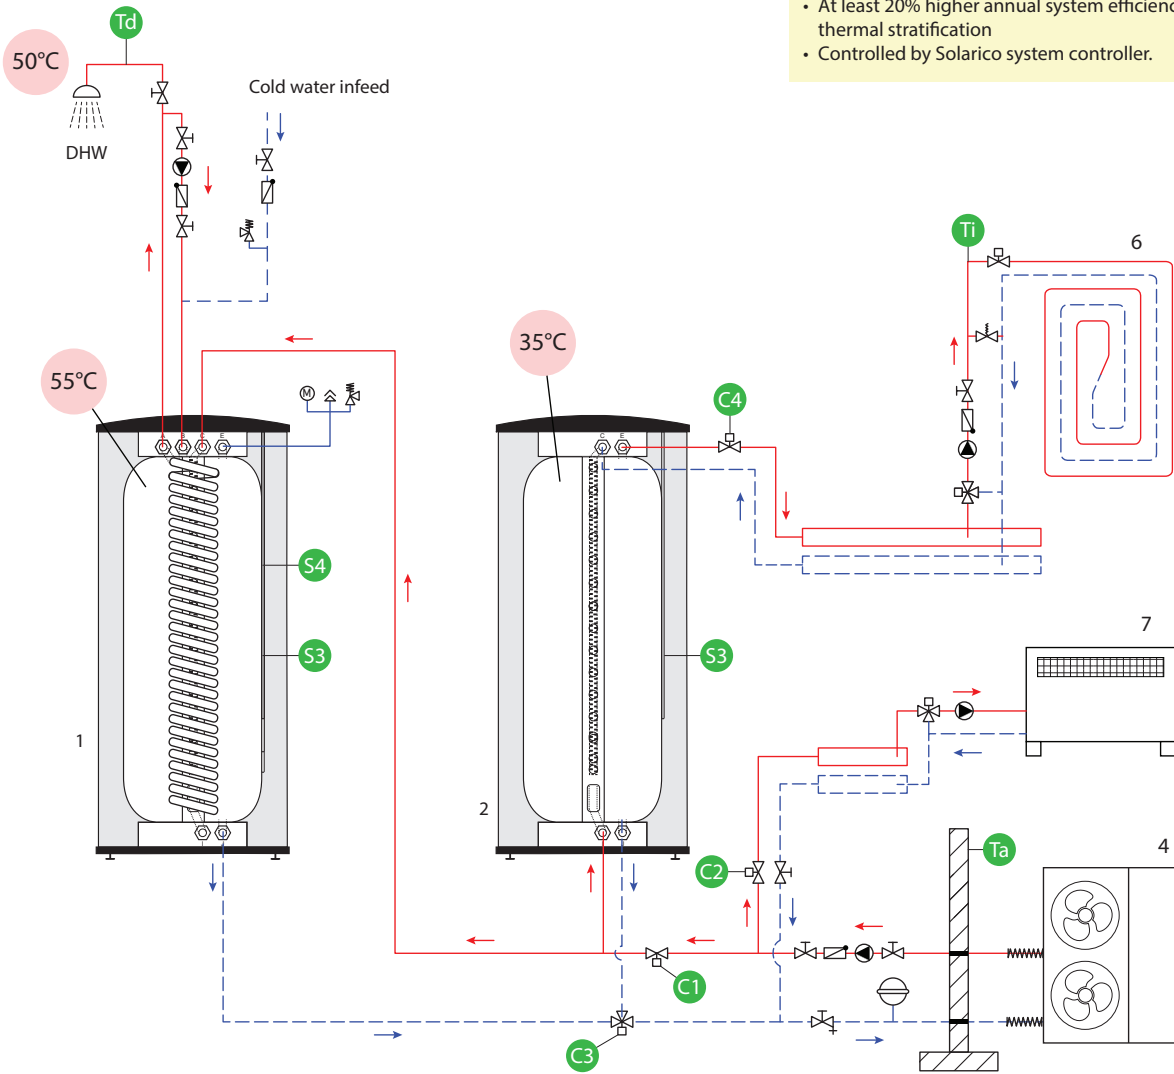 • At least 20% higher annual system efficienc
thermal stratification
• Controlled by Solarico system controller.
Td
50°C
DHW
Cold water infeed
Ti
6
35°C
55°C
M
C4
A B C E
C E
S4
S3
S3
7
1
2
C2
Ta
4
C1
C3